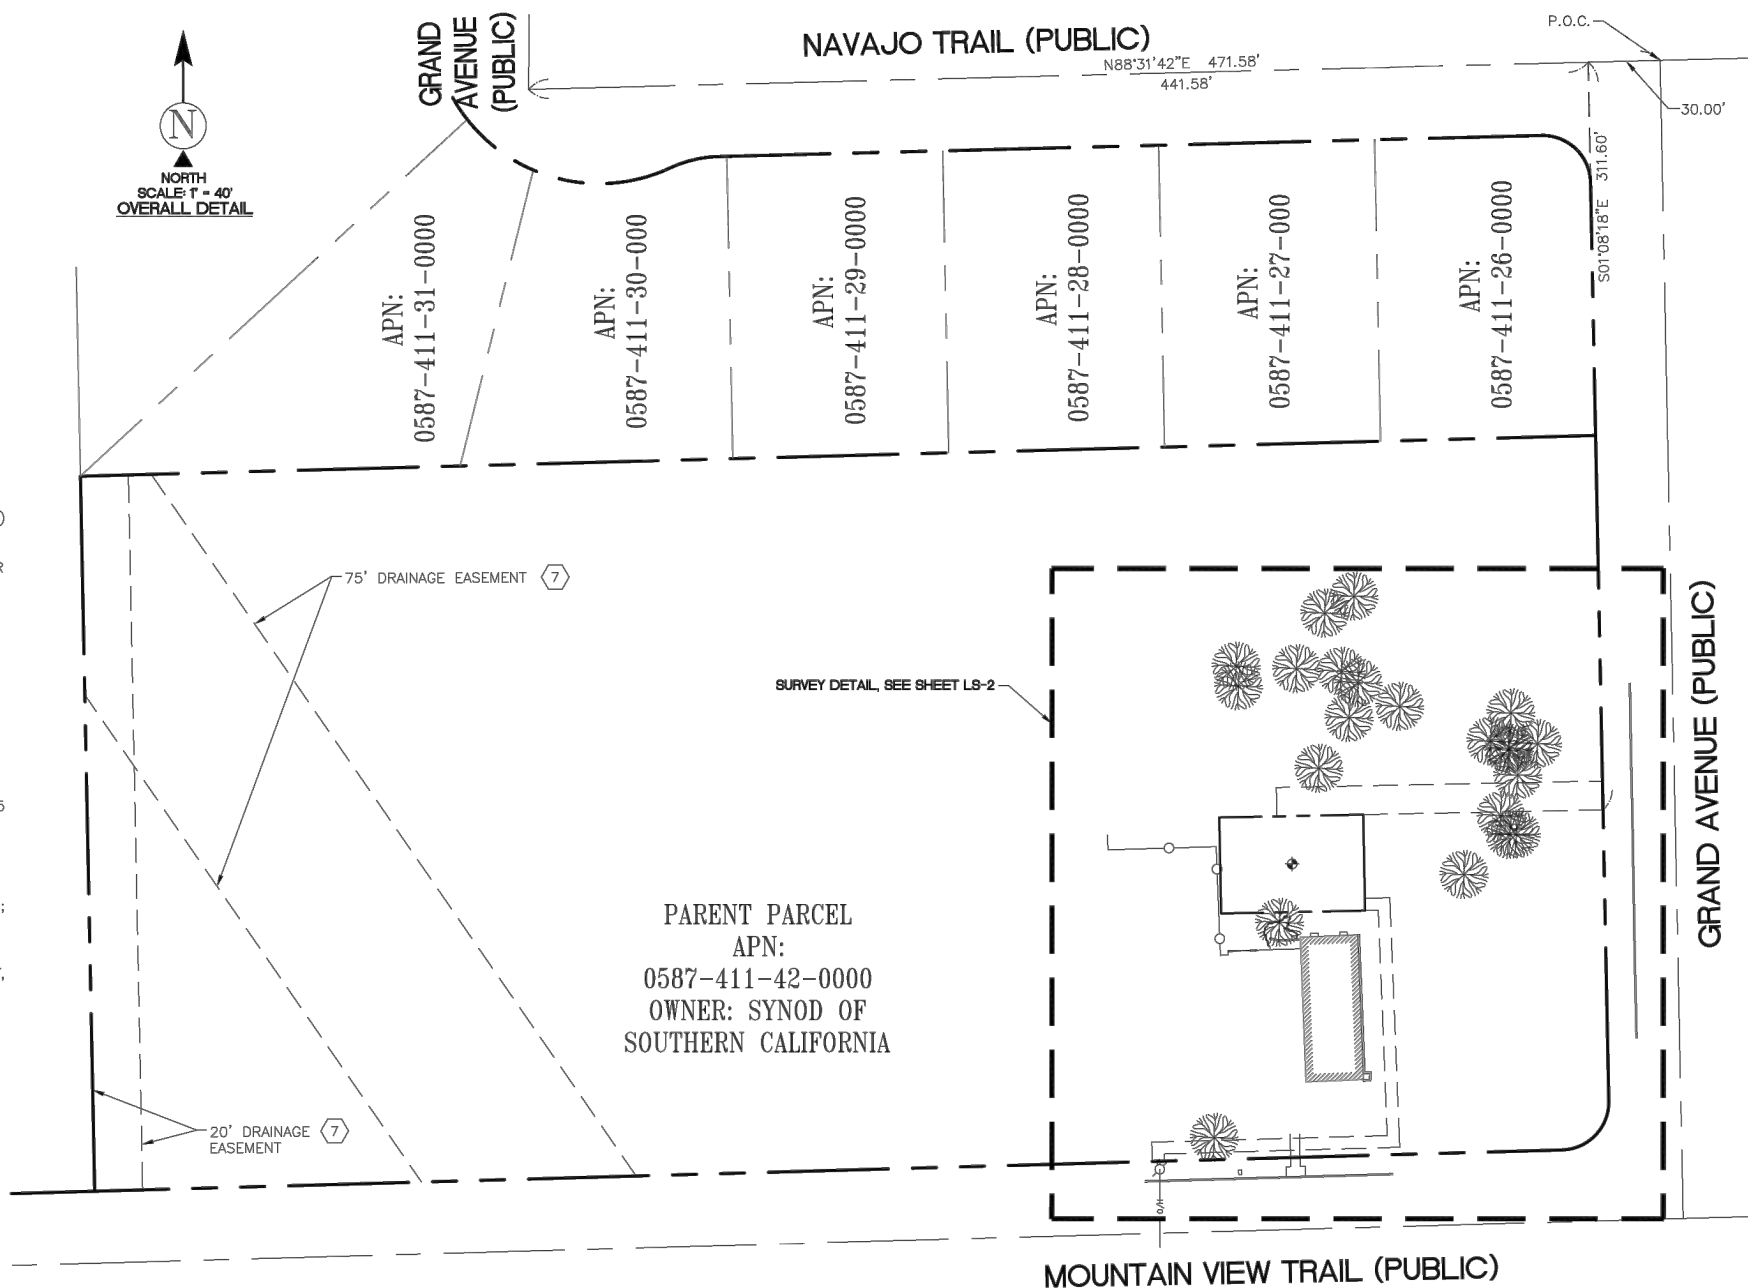 GRAND
AVENUE
(PUBLIC)
NAVAJO TRAIL (PUBLIC)
P.O.C.
N88°31'42"E 471.58'
441.58'
30.00'
S01°08'18"E 311.60'
N
NORTH
SCALE: 1" = 40'
OVERALL DETAIL
APN:
0587-411-31-0000
APN:
0587-411-30-000
APN:
0587-411-29-0000
APN:
0587-411-28-0000
APN:
0587-411-27-000
APN:
0587-411-26-0000
75' DRAINAGE EASEMENT 7
SURVEY DETAIL, SEE SHEET LS-2
GRAND AVENUE (PUBLIC)
PARENT PARCEL
APN:
0587-411-42-0000
OWNER: SYNOD OF
SOUTHERN CALIFORNIA
20' DRAINAGE 7
EASEMENT
MOUNTAIN VIEW TRAIL (PUBLIC)